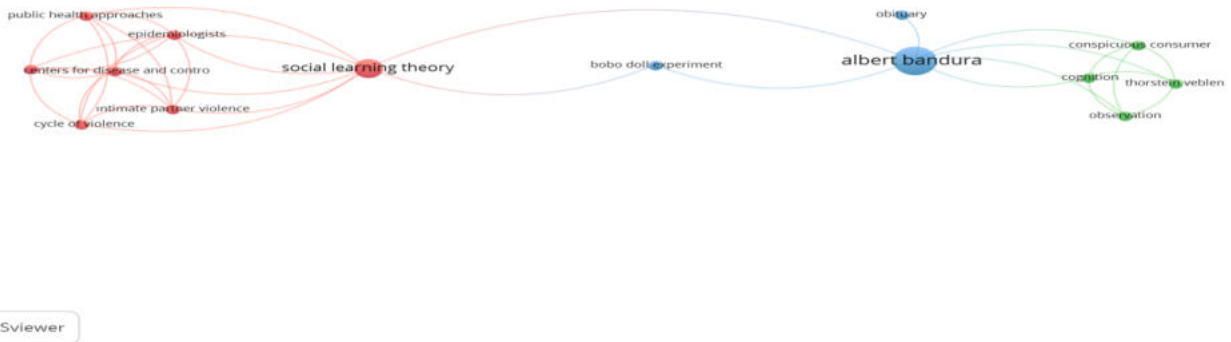 public health approaches
obituary
epidemiologists
conspicuous consumer
albert bandura
social learning theory
bobo doll experiment
centers for disease and contro
cognition
thorstein veblen
intimate partner violence
observation
cycle of violence
Sviewer